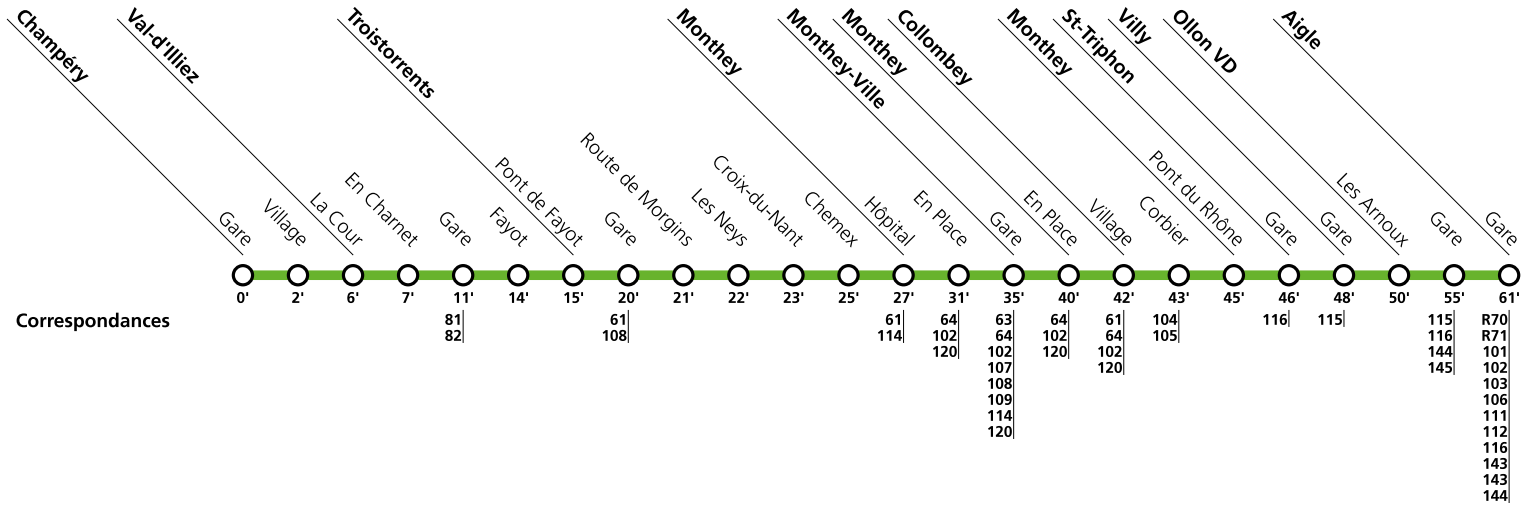 Champéry
Val-d'Illiez
Troistorrents
Monthey
Monthey-Ville
Monthey
Collombey
Monthey
St-Triphon
Villy
Ollon VD
Aigle
Gare
Village
La Cour
En Charnet
Gare
Fayot
Pont de Fayot
Gare
Route de Morgins
Les Neys
Croix-du-Nant
Chemex
Hôpital
En Place
Gare
En Place
Village
Corbier
Pont du Rhône
Gare
Gare
Les Arnoux
Gare
Gare
0' 2' 6' 7' 11' 14' 15' 20' 21' 22' 23' 25' 27' 31' 35' 40' 42' 43' 45' 46' 48' 50' 55' 61'
Correspondances 81 61 61 64 63 64 61 104 116 115 115 R70
82 108 114 102 64 102 64 105 116 R71
120 102 120 102 144 101
107 120 145 102
108 103
109 106
114 111
120 112
116
143
143
144